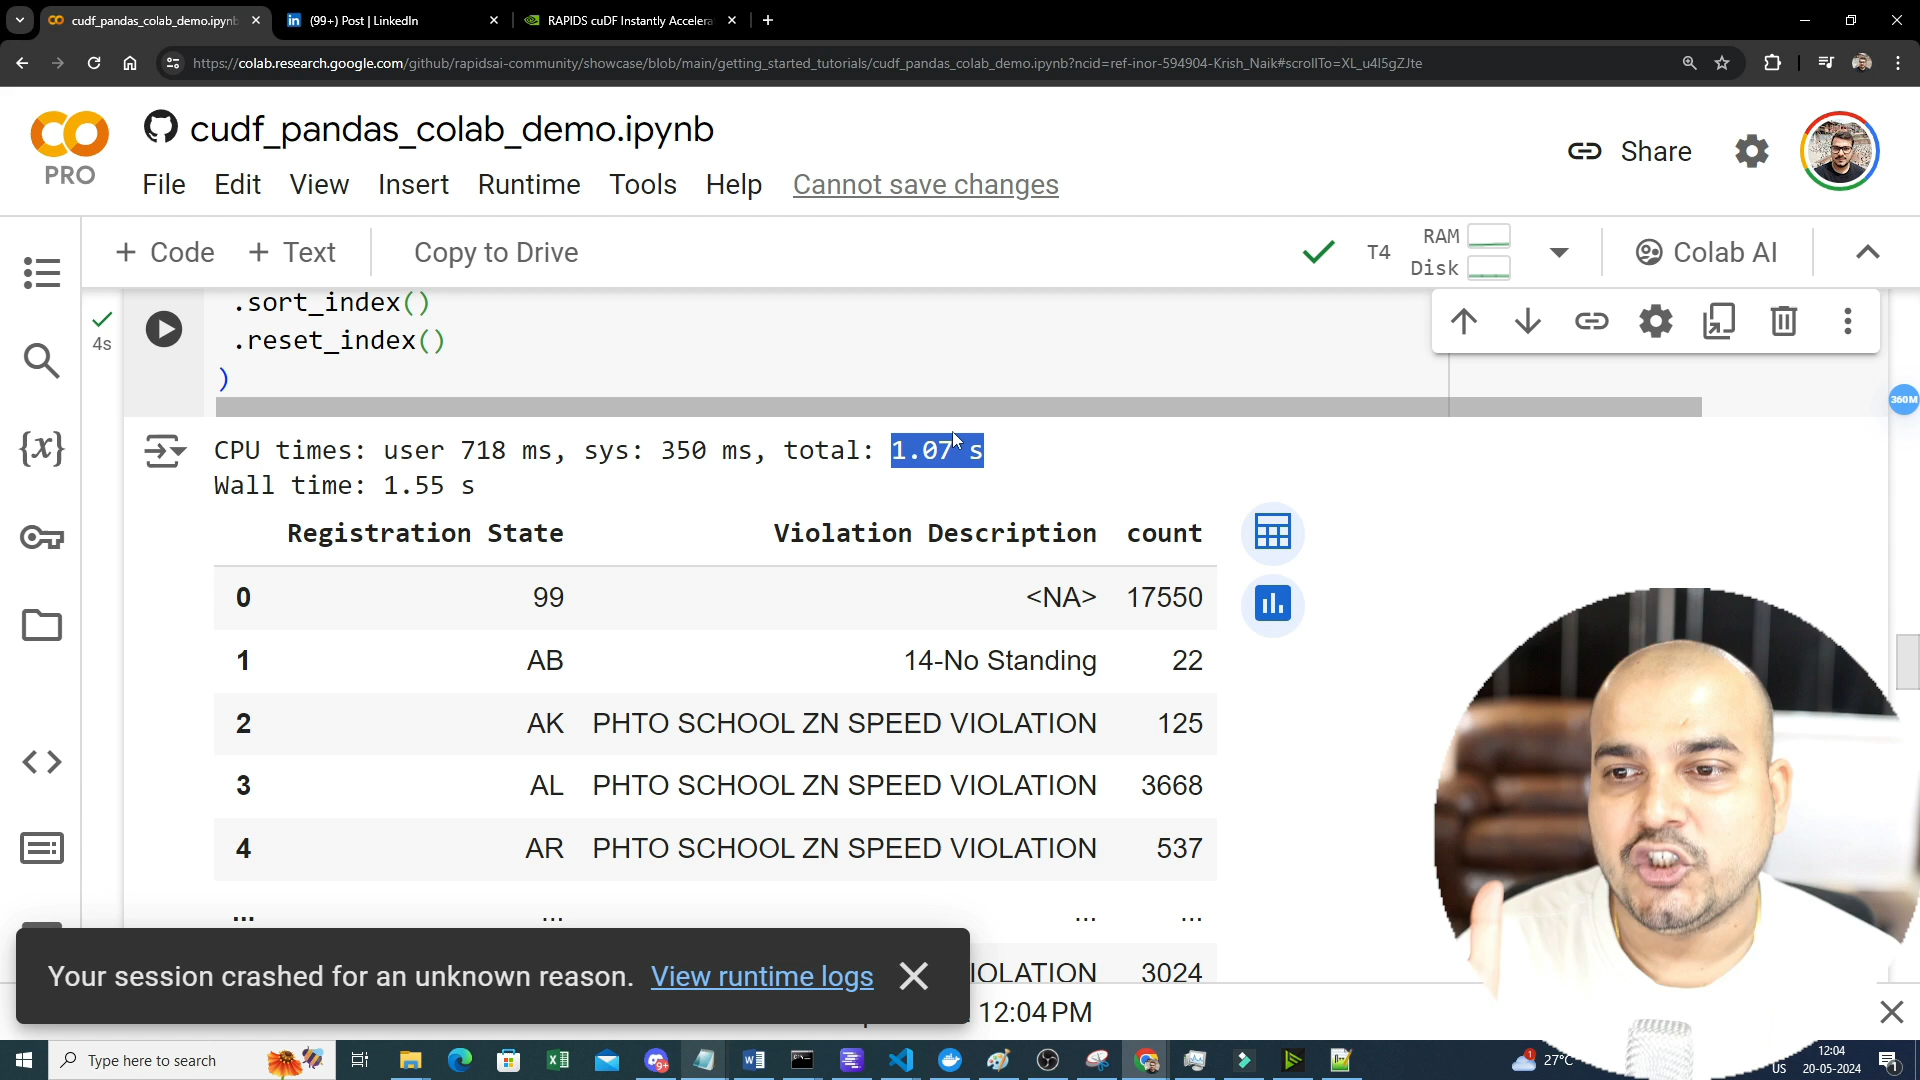 cudf_pandas_colab_demo.ipynb
(99+) Post | LinkedIn
RAPIDS cuDF Instantly Accelera
https://colab.research.google.com/github/rapidsai-community/showcase/blob/main/getting_started_tutorials/cudf_pandas_colab_demo.ipynb?ncid=ref-inor-594904-Krish_Naik#scrollTo=XL_u4I5gZJte
PRO
cudf_pandas_colab_demo.ipynb
File Edit View Insert Runtime Tools Help Cannot save changes
Share
+ Code + Text Copy to Drive
T4
RAM
Disk
Colab AI
4s
.sort_index()
.reset_index()
)
360M
{x}
CPU times: user 718 ms, sys: 350 ms, total: 1.07 s
Wall time: 1.55 s
Registration State Violation Description count
0 99 <NA> 17550
1 AB 14-No Standing 22
2 AK PHTO SCHOOL ZN SPEED VIOLATION 125
3 AL PHTO SCHOOL ZN SPEED VIOLATION 3668
4 AR PHTO SCHOOL ZN SPEED VIOLATION 537
... ... ... ...
IOLATION 3024
Your session crashed for an unknown reason. View runtime logs
12:04 PM
Type here to search
27°C
US
12:04
20-05-2024